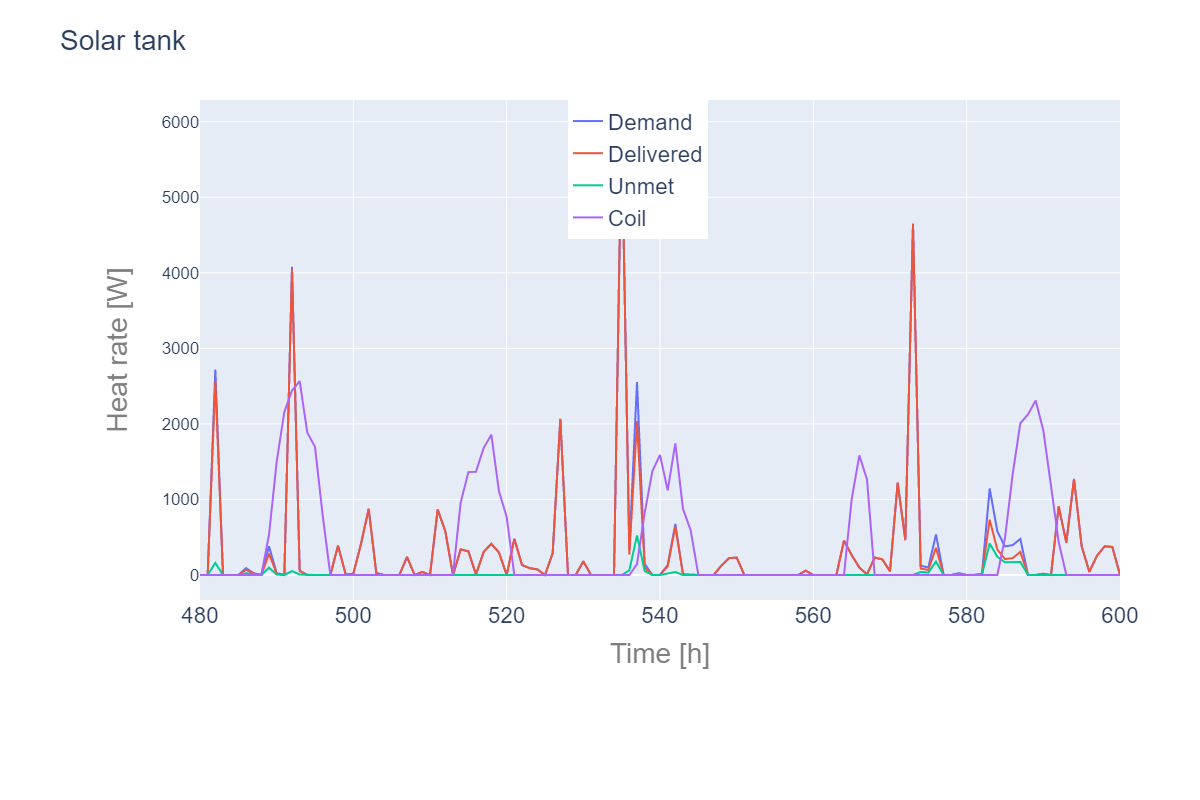 Solar tank
6000
5000
4000
3000
2000
1000
0
Heat rate [W]
Demand
Delivered
Unmet
Coil
480 500 520 540 560 580 600
Time [h]